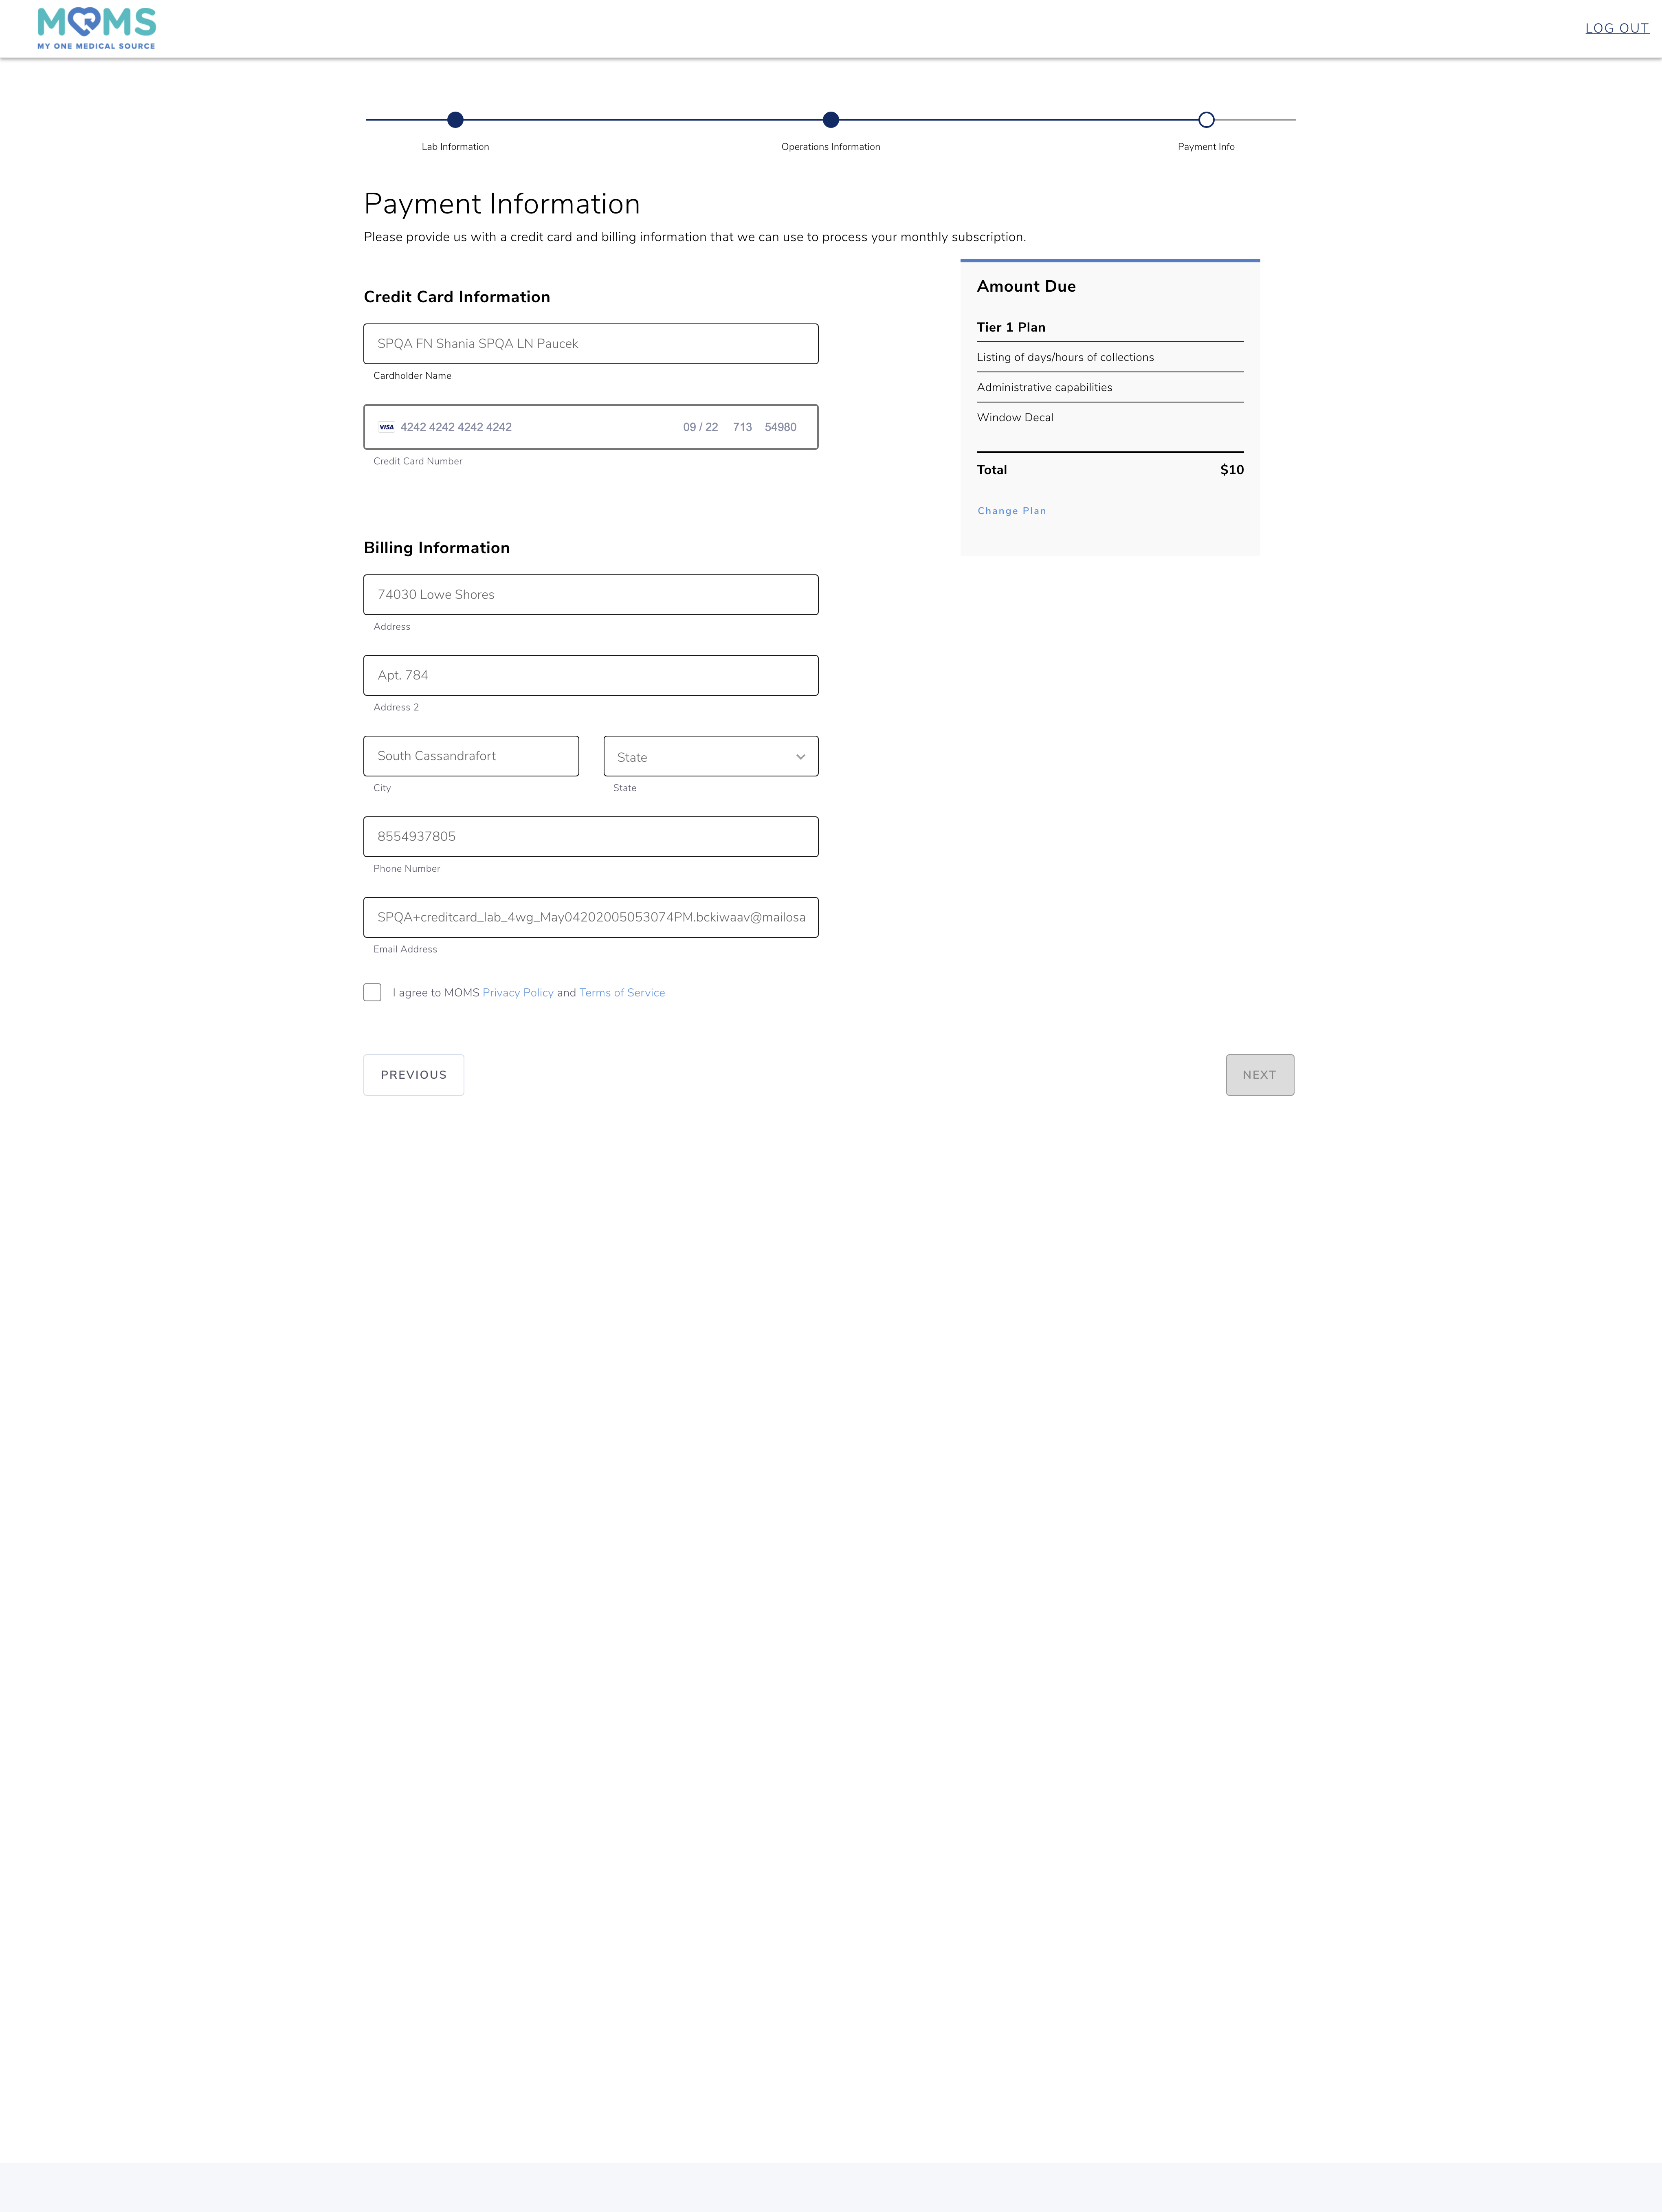 MOMS
MY ONE MEDICAL SOURCE
LOG OUT
Lab Information
Operations Information
Payment Info
Payment Information
Please provide us with a credit card and billing information that we can use to process your monthly subscription.
Credit Card Information
SPQA FN Shania SPQA LN Paucek
Cardholder Name
VISA 4242 4242 4242 4242 09 / 22 713 54980
Credit Card Number
Amount Due
Tier 1 Plan
Listing of days/hours of collections
Administrative capabilities
Window Decal
Total $10
Change Plan
Billing Information
74030 Lowe Shores
Address
Apt. 784
Address 2
South Cassandrafort
City
State
State
8554937805
Phone Number
SPQA+creditcard_lab_4wg_May04202005053074PM.bckiwaav@mailosa
Email Address
I agree to MOMS Privacy Policy and Terms of Service
PREVIOUS
NEXT